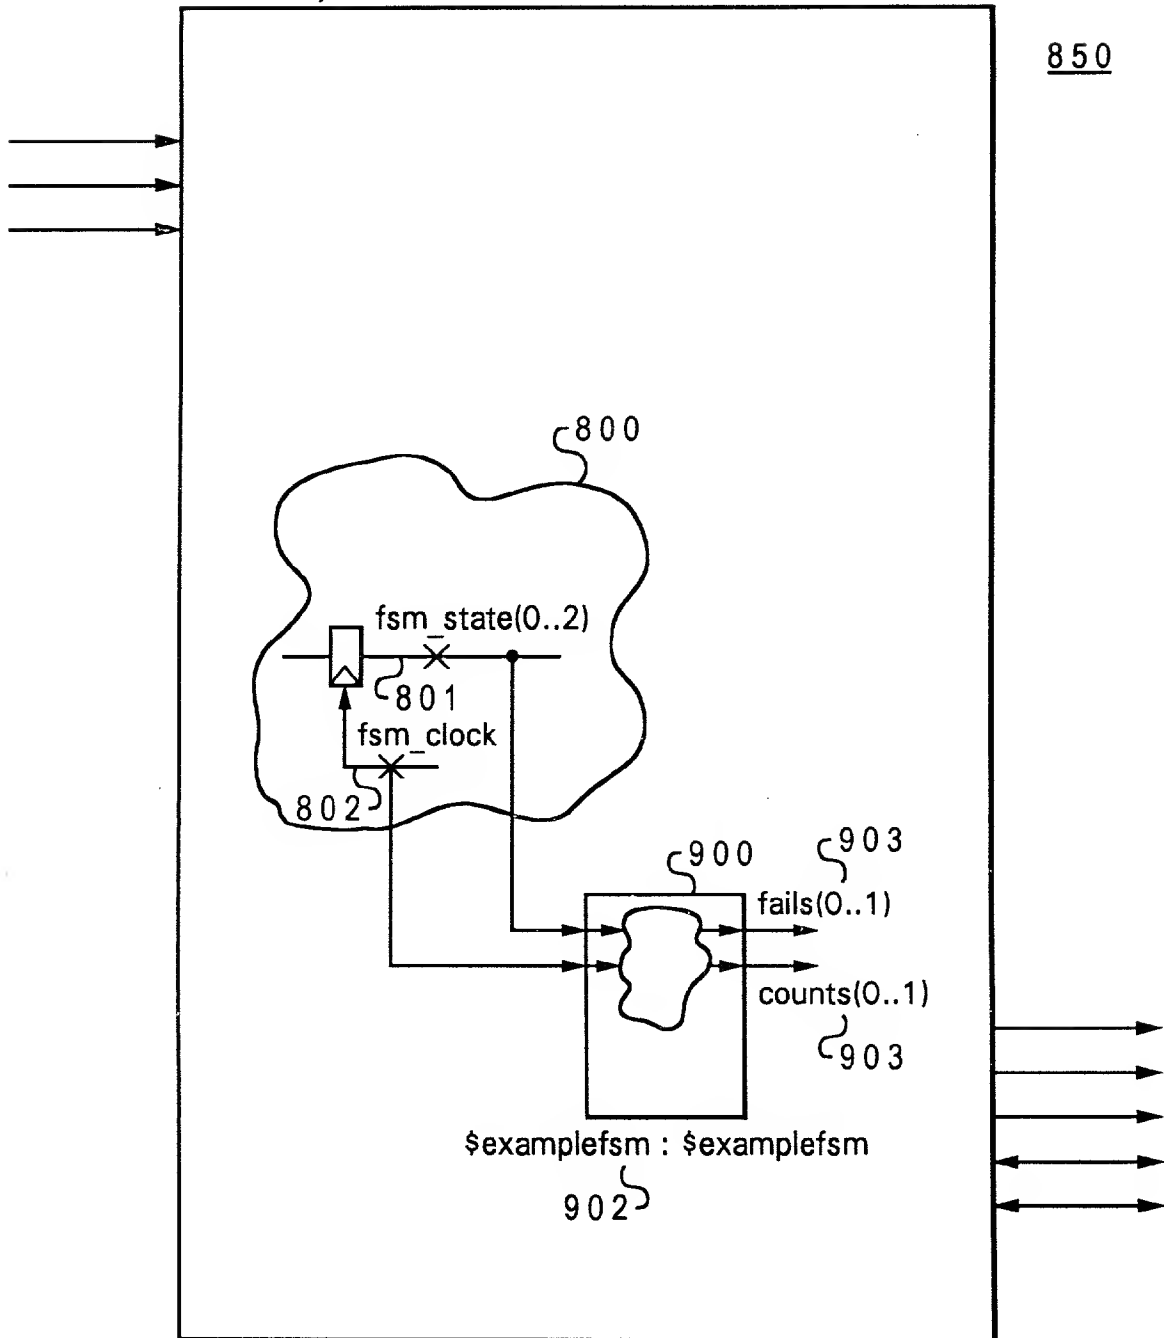 850
800
fsm_state(0..2)
801
fsm_clock
802
900
903
fails(0..1)
counts(0..1)
903
$examplefsm : $examplefsm
902